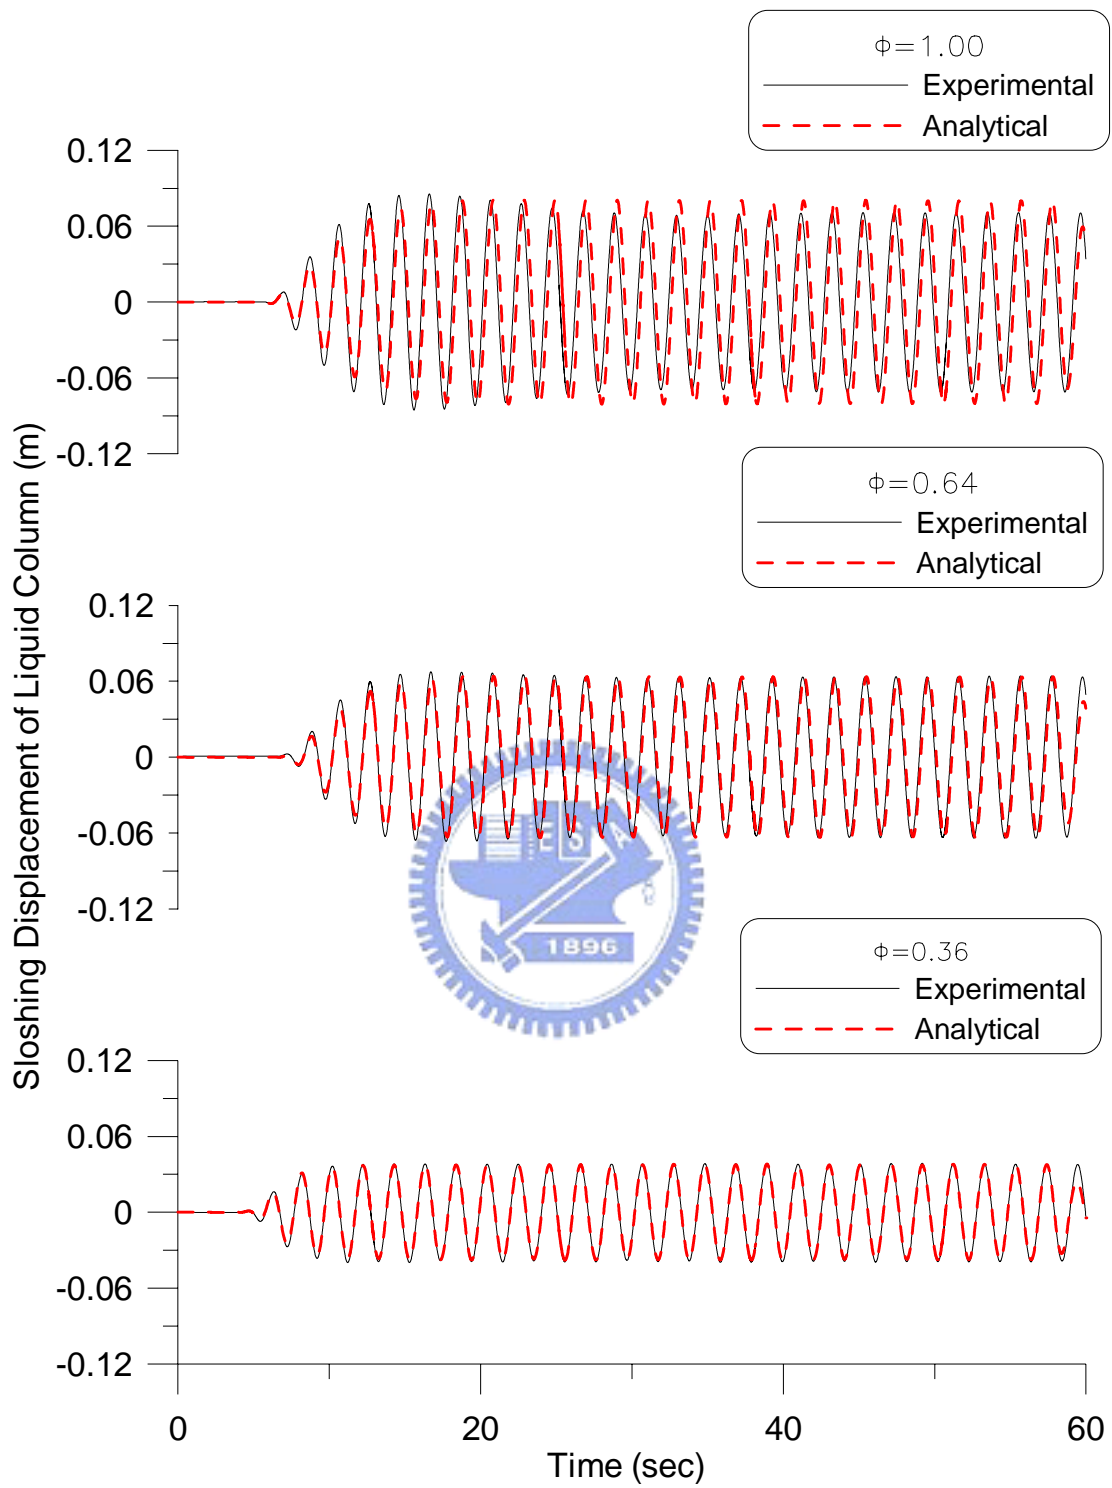 ϕ=1.00
Experimental
Analytical
0.12
0.06
0
-0.06
-0.12
ϕ=0.64
Experimental
Analytical
0.12
0.06
0
-0.06
-0.12
ES
A
1896
ϕ=0.36
Experimental
Analytical
0.12
0.06
0
-0.06
-0.12
0 20 40 60
Time (sec)
Sloshing Displacement of Liquid Column (m)